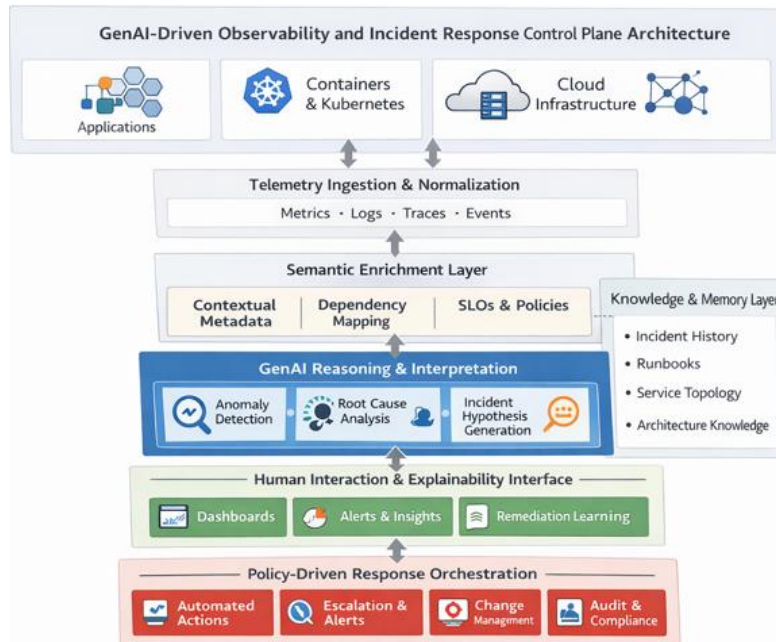 GenAI-Driven Observability and Incident Response Control Plane Architecture
Applications
Containers
& Kubernetes
Cloud
Infrastructure
Telemetry Ingestion & Normalization
Metrics · Logs · Traces · Events
Semantic Enrichment Layer
Contextual
Metadata
Dependency
Mapping
SLOs & Policies
Knowledge & Memory Layer
• Incident History
• Runbooks
• Service Topology
• Architecture Knowledge
GenAI Reasoning & Interpretation
Anomaly
Detection
Root Cause
Analysis
Incident
Hypothesis
Generation
Human Interaction & Explainability Interface
Dashboards
Alerts & Insights
Remediation Learning
Policy-Driven Response Orchestration
Automated
Actions
Escalation &
Alerts
Change
Management
Audit &
Compliance